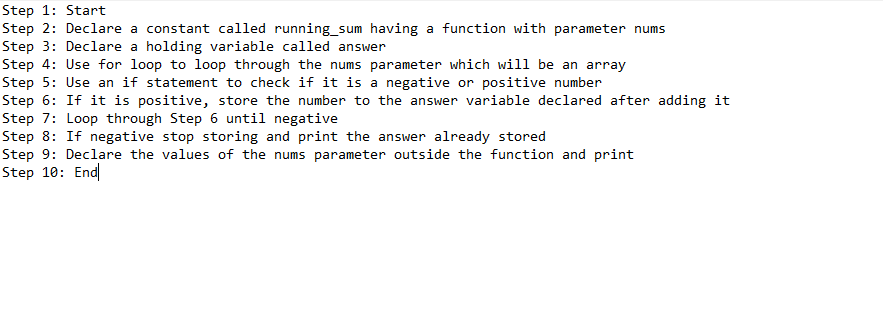 Step 1: Start
Step 2: Declare a constant called running_sum having a function with parameter nums
Step 3: Declare a holding variable called answer
Step 4: Use for loop to loop through the nums parameter which will be an array
Step 5: Use an if statement to check if it is a negative or positive number
Step 6: If it is positive, store the number to the answer variable declared after adding it
Step 7: Loop through Step 6 until negative
Step 8: If negative stop storing and print the answer already stored
Step 9: Declare the values of the nums parameter outside the function and print
Step 10: End